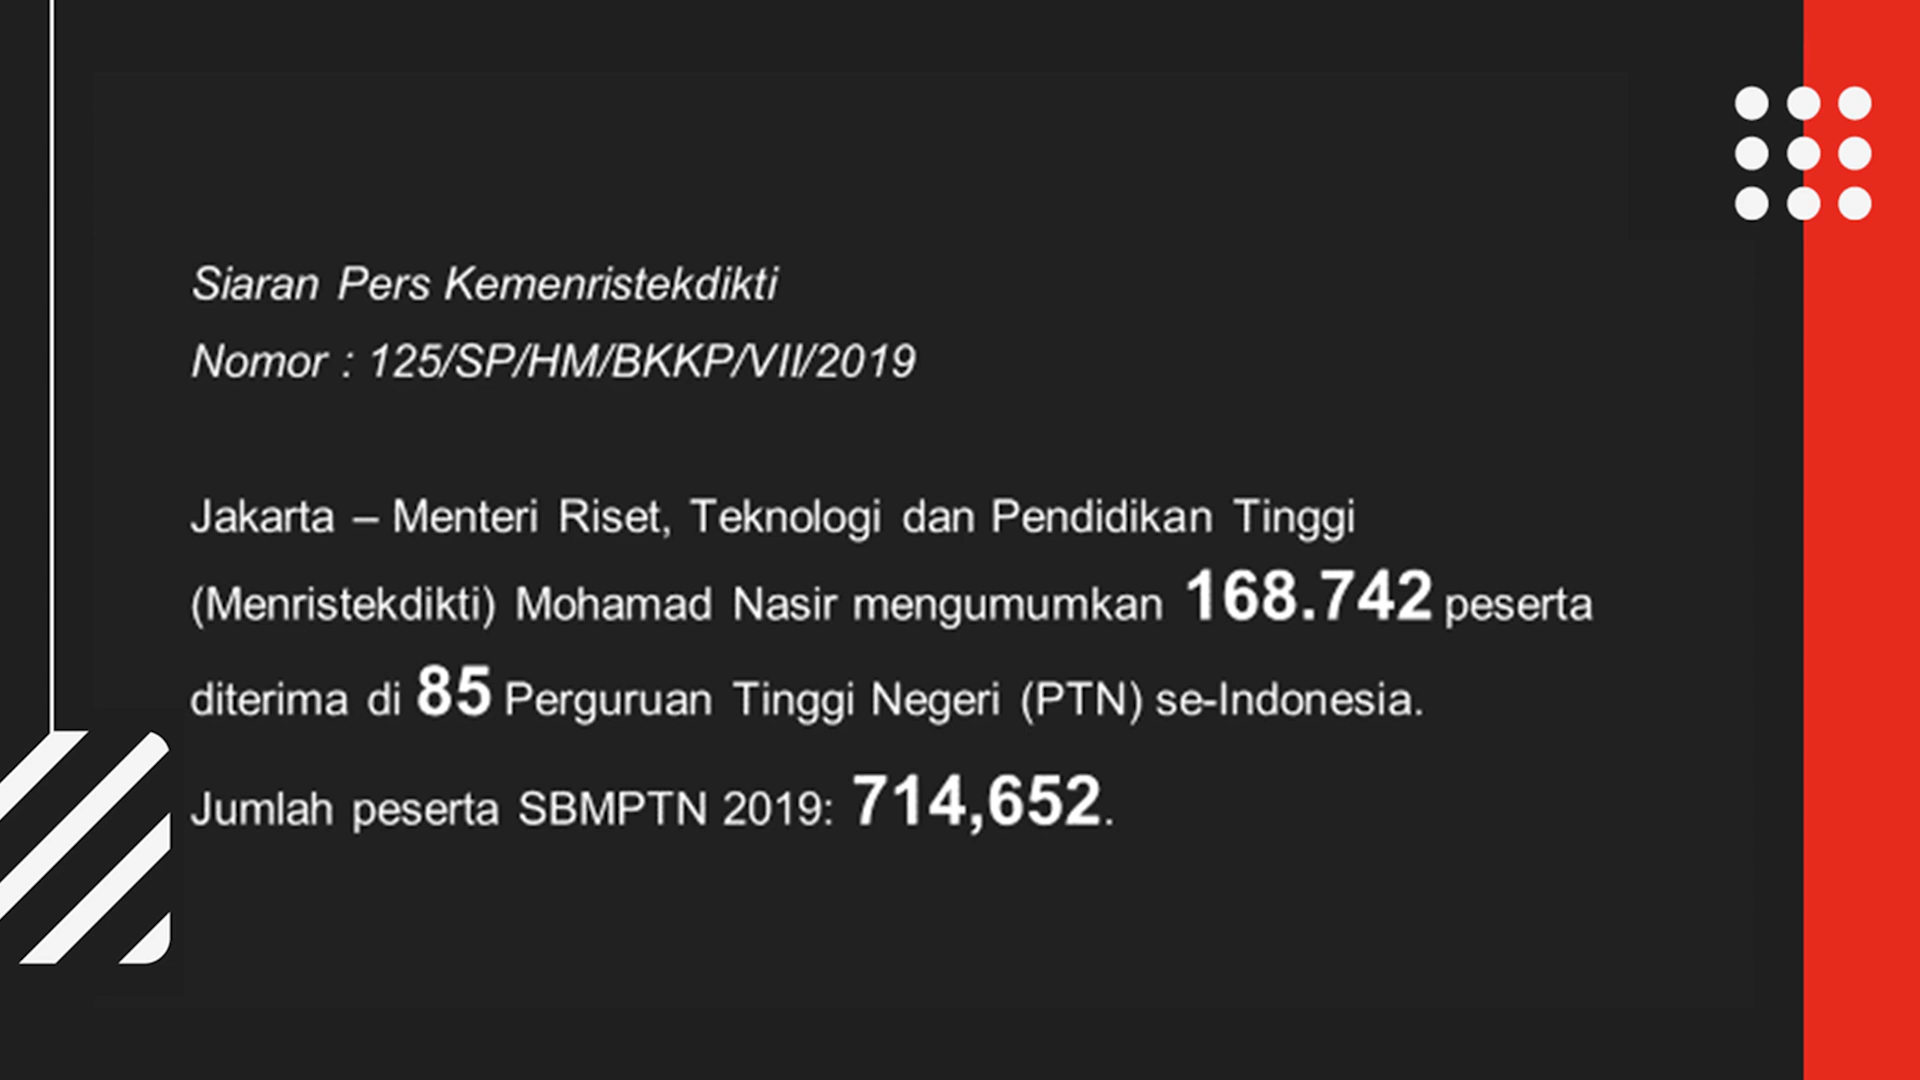 Siaran Pers Kemenristekdikti
Nomor : 125/SP/HM/BKKP/VII/2019
Jakarta – Menteri Riset, Teknologi dan Pendidikan Tinggi
(Menristekdikti) Mohamad Nasir mengumumkan 168.742 peserta
diterima di 85 Perguruan Tinggi Negeri (PTN) se-Indonesia.
Jumlah peserta SBMPTN 2019: 714,652.